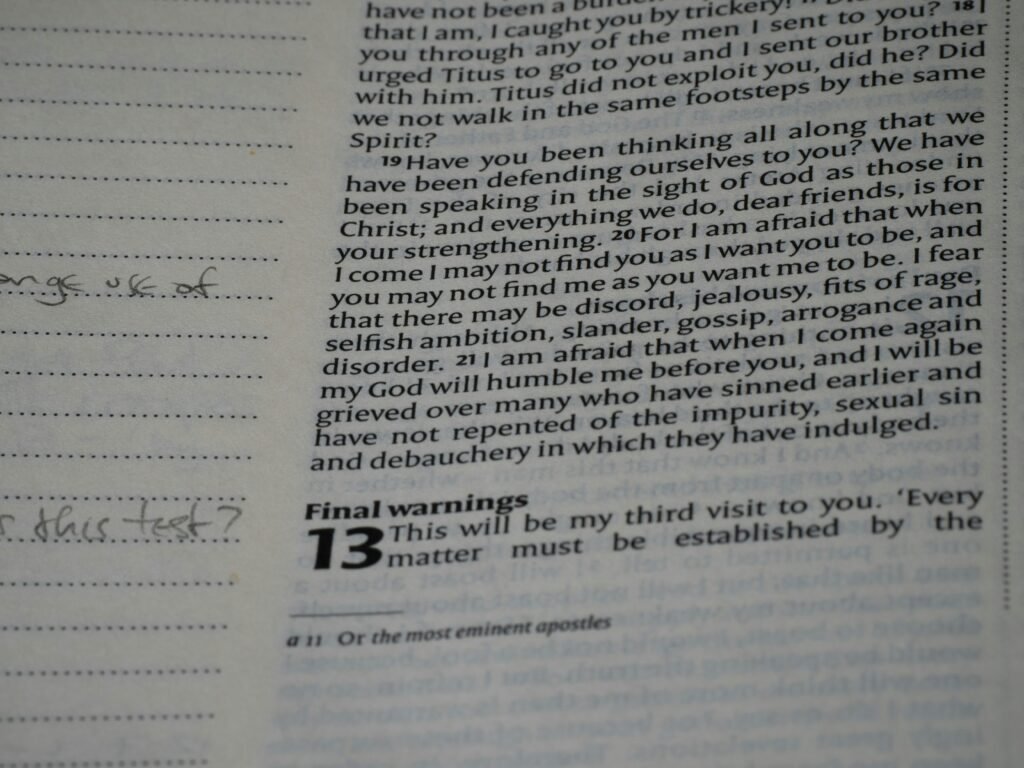 have not been a burden
that I am, I caught you by trickery! 17
you through any of the men I sent to you? 18 I
urged Titus to go to you and I sent our brother
with him. Titus did not exploit you, did he? Did
we not walk in the same footsteps by the same
Spirit?
19 Have you been thinking all along that we
have been defending ourselves to you? We have
been speaking in the sight of God as those in
Christ; and everything we do, dear friends, is for
your strengthening. 20 For I am afraid that when
I come I may not find you as I want you to be, and
you may not find me as you want me to be. I fear
that there may be discord, jealousy, fits of rage,
selfish ambition, slander, gossip, arrogance and
disorder. 21 I am afraid that when I come again
my God will humble me before you, and I will be
grieved over many who have sinned earlier and
have not repented of the impurity, sexual sin
and debauchery in which they have indulged.
Final warnings
13 This will be my third visit to you. ‘Every
matter must be established by the
a 11 Or the most eminent apostles
use of
this test?